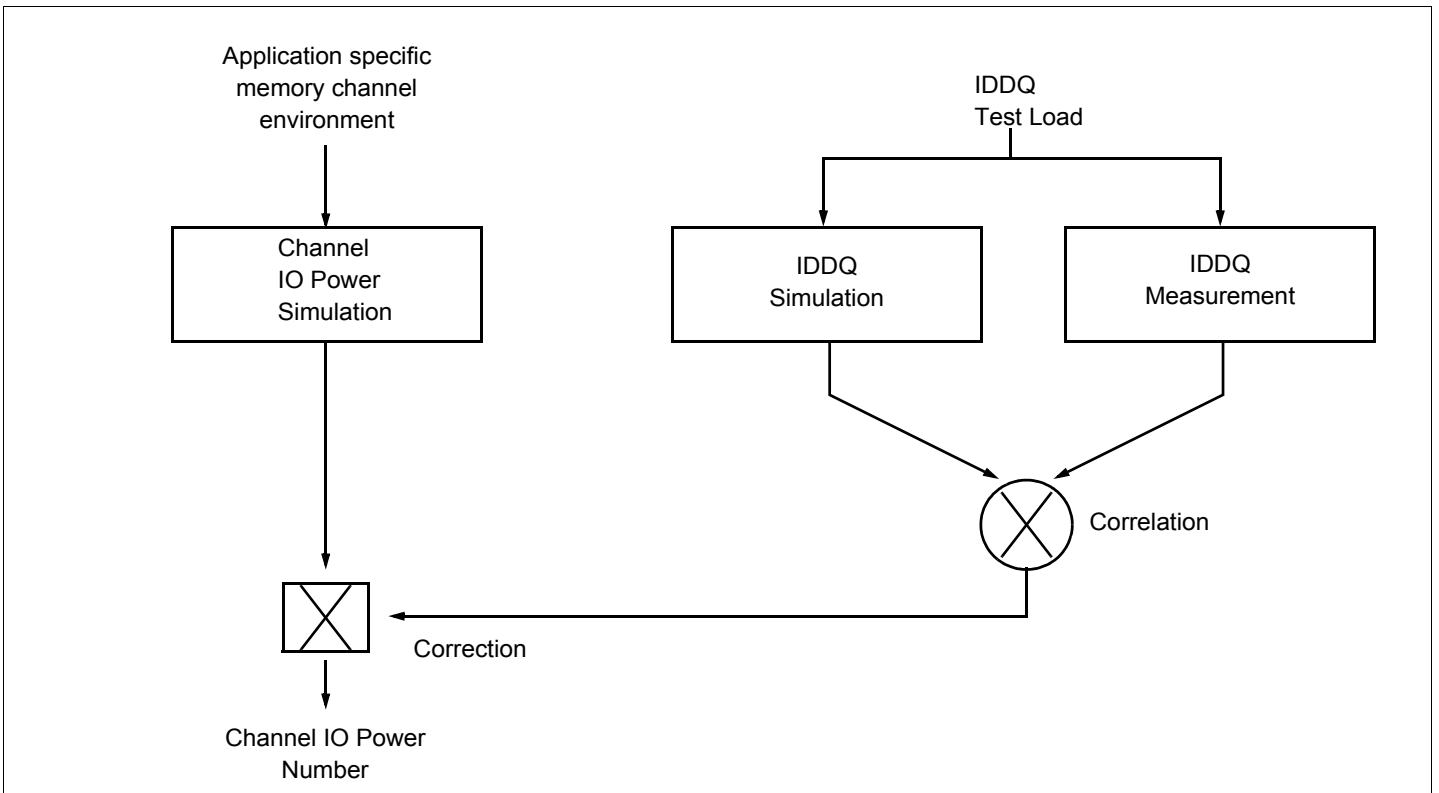 Application specific
memory channel
environment
IDDQ
Test Load
Channel
IO Power
Simulation
IDDQ
Simulation
IDDQ
Measurement
Correlation
Correction
Channel IO Power
Number